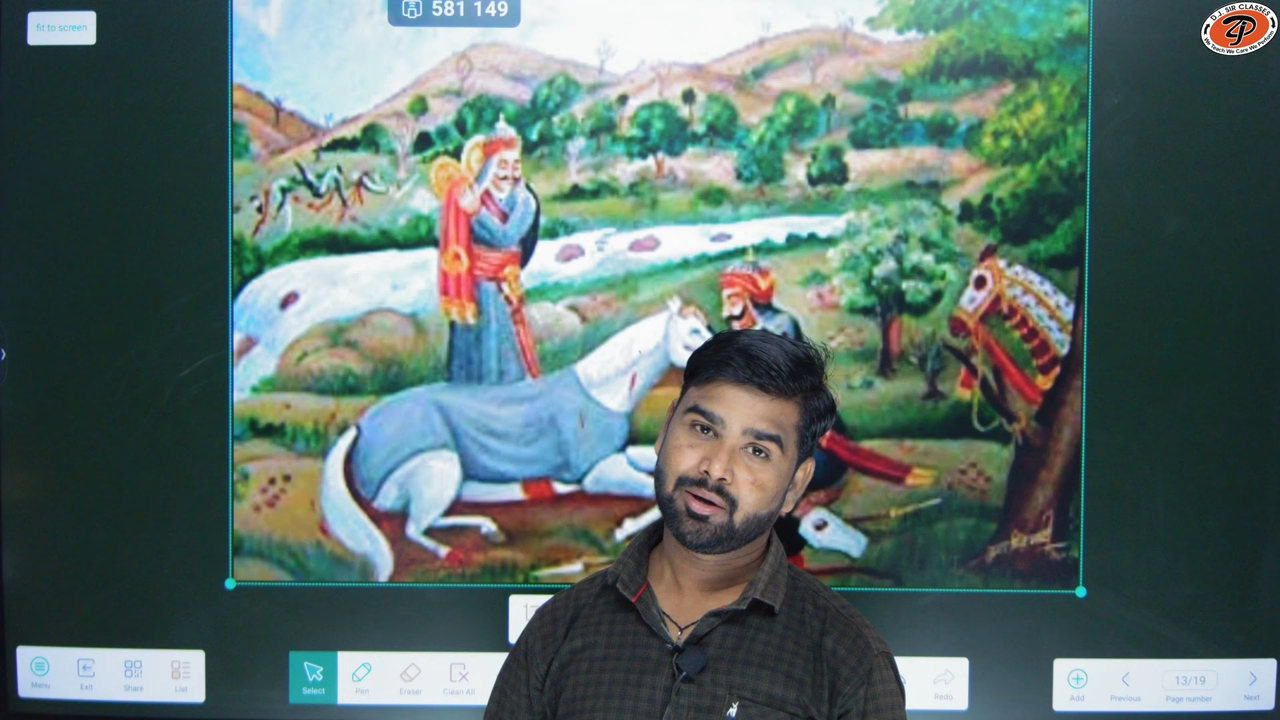 fit to screen
581 149
D.J. SIR CLASSES
We Teach We Care We Perform
Menu
Exit
Share
List
Select
Pen
Eraser
Clean All
Redo
Add
Previous
13/19
Page number
Next